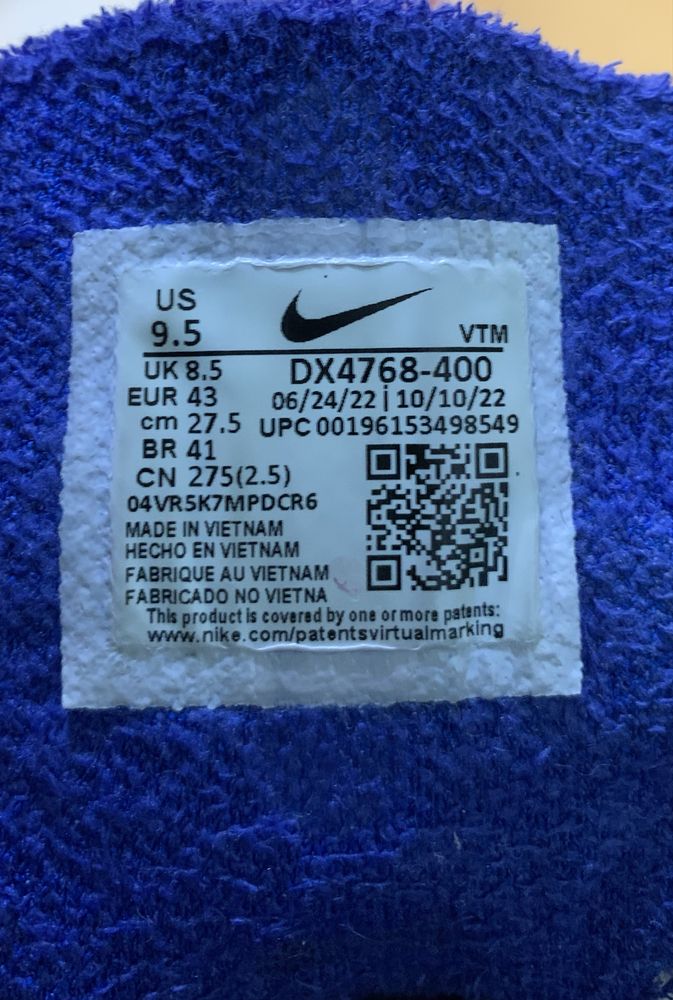 US
9.5
VTM
UK 8.5
DX4768-400
EUR 43
06/24/22 | 10/10/22
cm 27.5
UPC 00196153498549
BR 41
CN 275(2.5)
04VR5K7MPDCR6
MADE IN VIETNAM
HECHO EN VIETNAM
FABRIQUE AU VIETNAM
FABRICADO NO VIETNA
This product is covered by one or more patents:
www.nike.com/patentsvirtualmarking